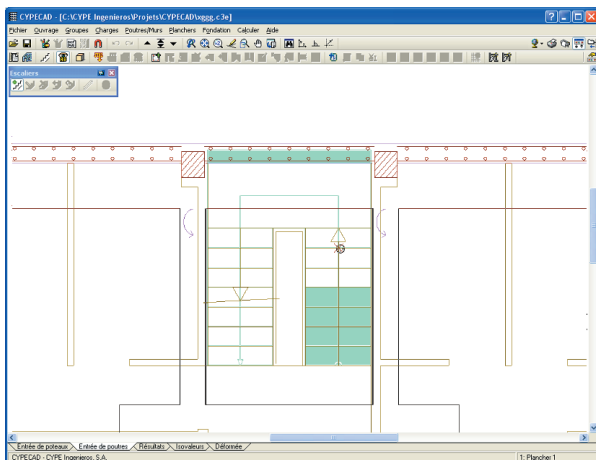 CYPECAD - [C:\CYPE Ingenieros\Projets\CYPECAD\xggg.c3e]
Fichier Ouvrage Groupes Charges Poutres/Murs Planchers Fondation Calculer Aide
Escaliers
Entrée de poteaux Entrée de poutres Résultats Isovaleurs Déformée
CYPECAD - CYPE Ingenieros, S.A. 1: Plancher 1